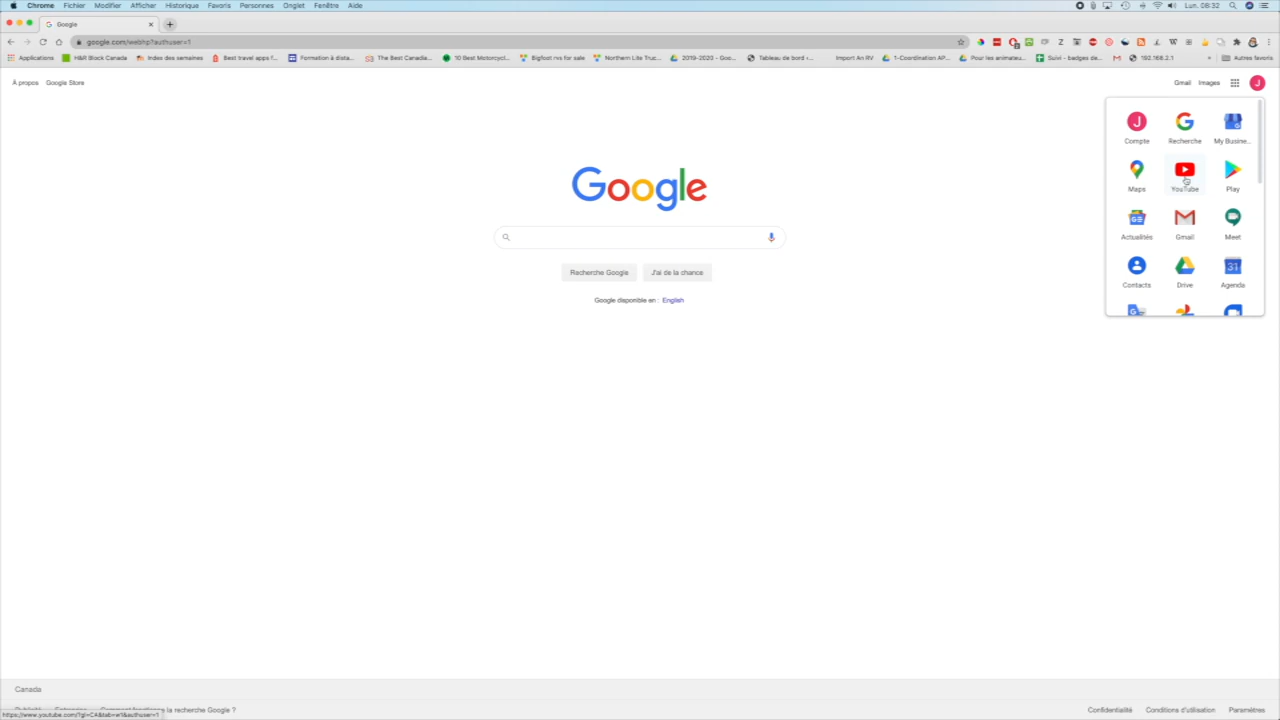 Chrome Fichier Modifier Afficher Historique Favoris Personnes Onglet Fenêtre Aide Lun. 08:32
Google
google.com/webhp?authuser=1
Applications H&R Block Canada Index des semaines Best travel apps f... Formation à dista... The Best Canada... 10 Best Motorcycl... Bigfoot rvs for sale Northern Lite Truc... 2019-2020 - Goo... Tableau de bord ‹... Import An RV 1-Coordination AP... Pour les animateu... Suivi - badges de... 192.168.2.1 » Autres favoris
À propos Google Store Gmail Images J
J
Compte Recherche My Busine...
Maps YouTube Play
Google
Actualités Gmail Meet
31
Contacts Drive Agenda
Recherche Google J'ai de la chance
Google disponible en : English
Canada
Comment fonctionne la recherche Google ?
Confidentialité Conditions d'utilisation Paramètres
https://www.youtube.com/?gl=CA&tab=w1&authuser=1